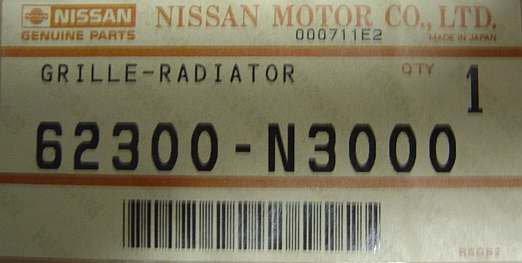 NISSAN NISSAN MOTOR CO., LTD.
GENUINE PARTS 000711E2 MADE IN JAPAN
GRILLE-RADIATOR QTY 1
62300-N3000